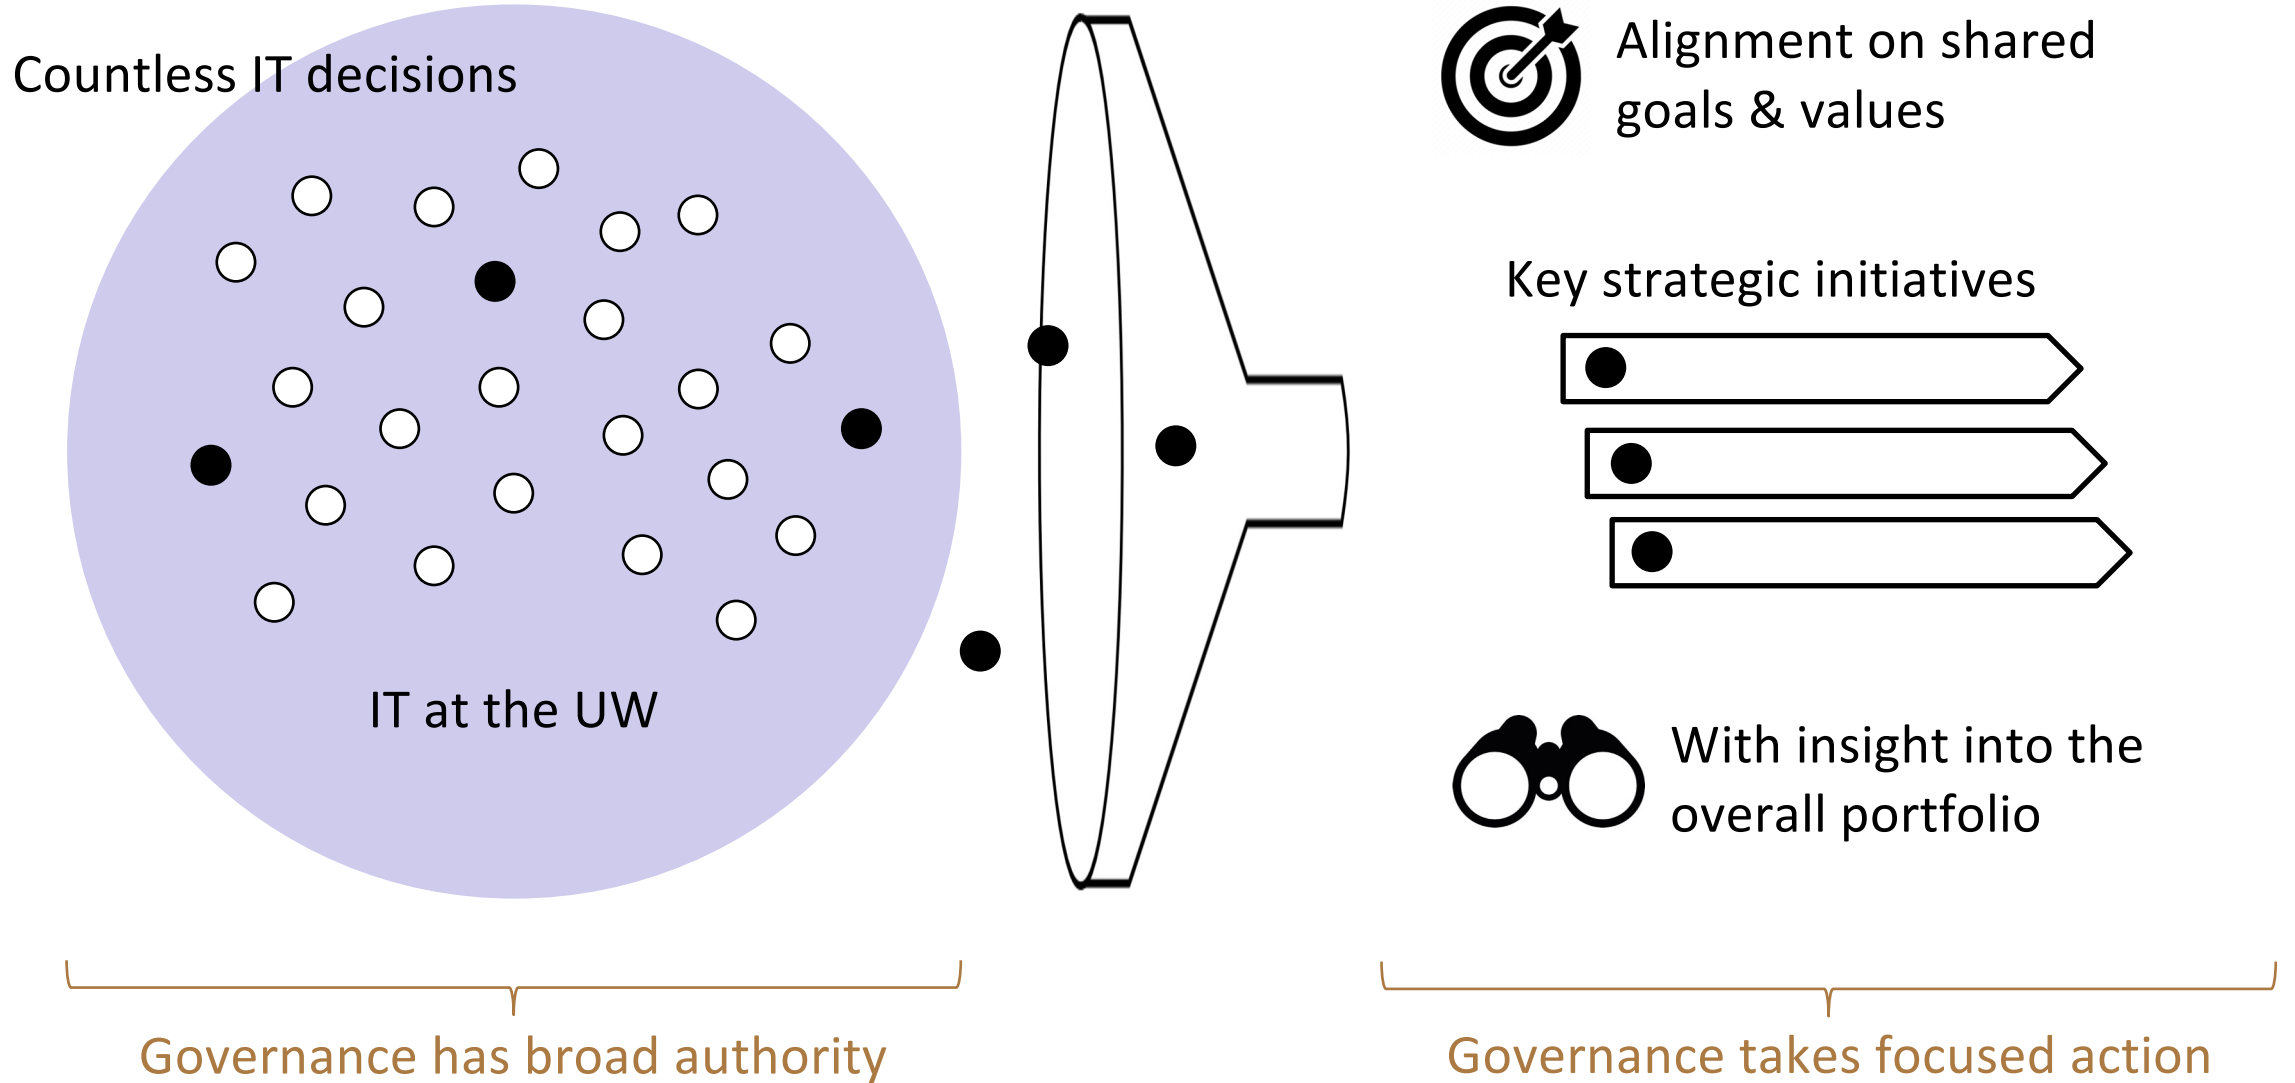 Countless IT decisions
IT at the UW
Alignment on shared
goals & values
Key strategic initiatives
With insight into the
overall portfolio
Governance has broad authority
Governance takes focused action